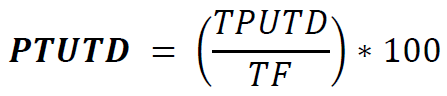 PTUTD = (TPUTD / TF) * 100